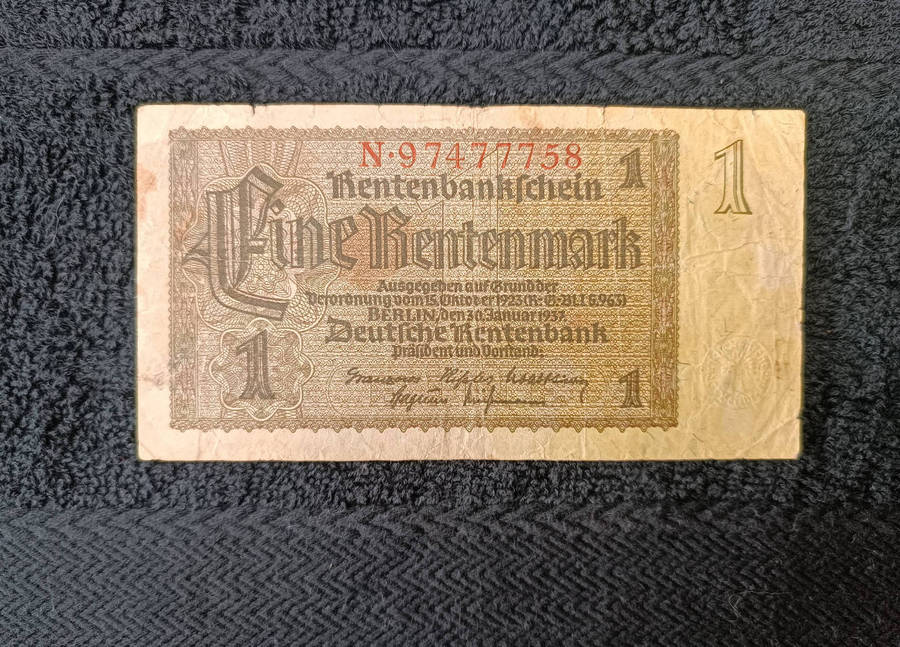 N·97477758
Rentenbankschein
1
1
Eine Rentenmark
Ausgegeben auf Grund der
Verordnung vom 15. Oktober 1923 (R.-G.-Bl.I S.963)
BERLIN, den 30. Januar 1937.
Deutsche Rentenbank
Präsident und Vorstand:
1
1